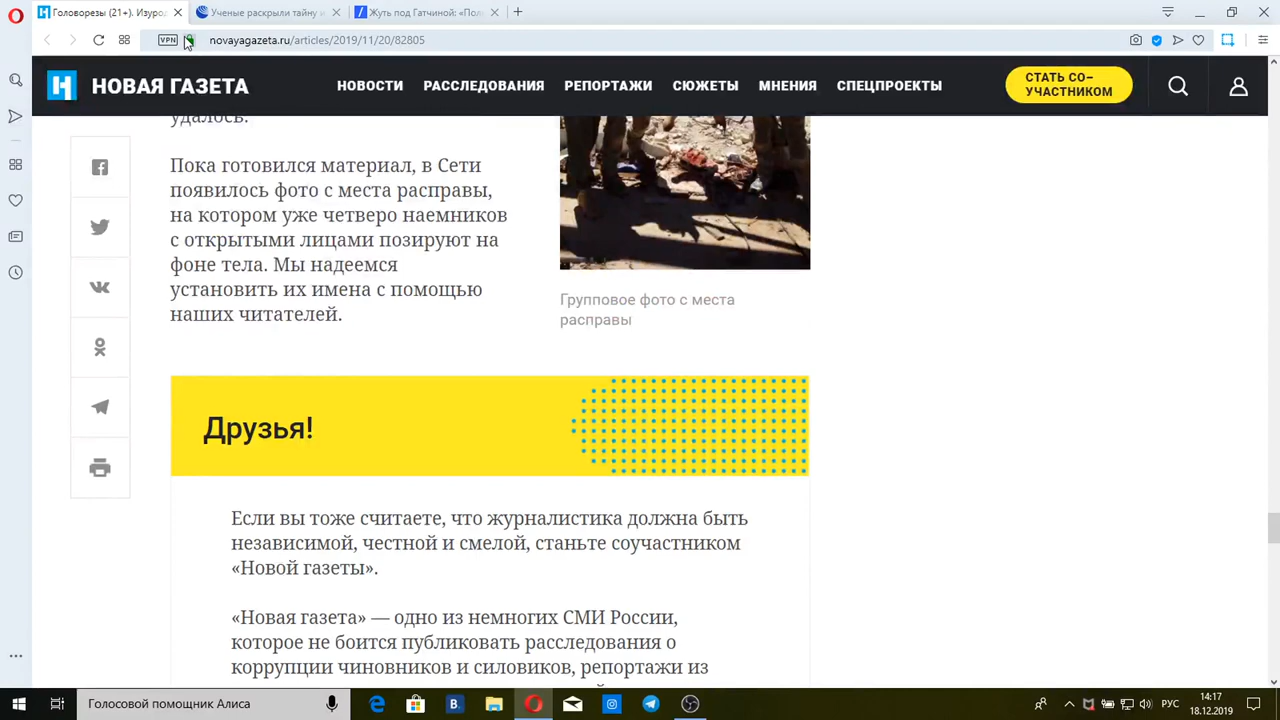 Головорезы (21+). Изурод
Ученые раскрыли тайну и
Жуть под Гатчиной: «Пол
VPN
novayagazeta.ru/articles/2019/11/20/82805
НОВАЯ ГАЗЕТА
НОВОСТИ
РАССЛЕДОВАНИЯ
РЕПОРТАЖИ
СЮЖЕТЫ
МНЕНИЯ
СПЕЦПРОЕКТЫ
СТАТЬ СО-
УЧАСТНИКОМ
удалось.
Пока готовился материал, в Сети
появилось фото с места расправы,
на котором уже четверо наемников
с открытыми лицами позируют на
фоне тела. Мы надеемся
установить их имена с помощью
наших читателей.
Групповое фото с места
расправы
Друзья!
Если вы тоже считаете, что журналистика должна быть
независимой, честной и смелой, станьте соучастником
«Новой газеты».
«Новая газета» — одно из немногих СМИ России,
которое не боится публиковать расследования о
коррупции чиновников и силовиков, репортажи из
Голосовой помощник Алиса
РУС
14:17
18.12.2019